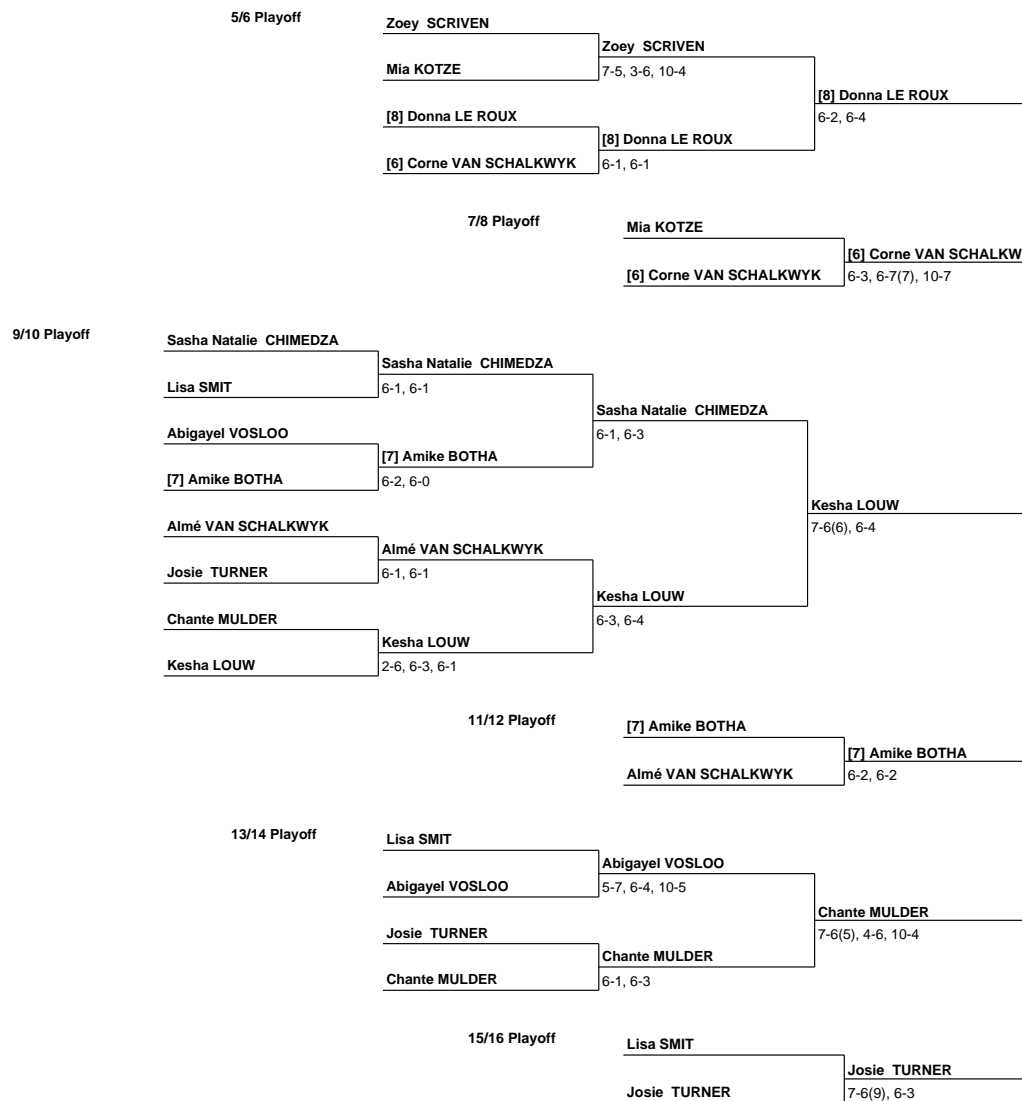 5/6 Playoff
Zoey SCRIVEN
Zoey SCRIVEN
Mia KOTZE
7-5, 3-6, 10-4
[8] Donna LE ROUX
[8] Donna LE ROUX
6-2, 6-4
[8] Donna LE ROUX
[6] Corne VAN SCHALKWYK
6-1, 6-1
7/8 Playoff
Mia KOTZE
[6] Corne VAN SCHALKW
[6] Corne VAN SCHALKWYK
6-3, 6-7(7), 10-7
9/10 Playoff
Sasha Natalie CHIMEDZA
Sasha Natalie CHIMEDZA
Lisa SMIT
6-1, 6-1
Sasha Natalie CHIMEDZA
Abigayel VOSLOO
6-1, 6-3
[7] Amike BOTHA
[7] Amike BOTHA
6-2, 6-0
Kesha LOUW
Almé VAN SCHALKWYK
7-6(6), 6-4
Almé VAN SCHALKWYK
Josie TURNER
6-1, 6-1
Kesha LOUW
Chante MULDER
6-3, 6-4
Kesha LOUW
Kesha LOUW
2-6, 6-3, 6-1
11/12 Playoff
[7] Amike BOTHA
[7] Amike BOTHA
Almé VAN SCHALKWYK
6-2, 6-2
13/14 Playoff
Lisa SMIT
Abigayel VOSLOO
Abigayel VOSLOO
5-7, 6-4, 10-5
Chante MULDER
Josie TURNER
7-6(5), 4-6, 10-4
Chante MULDER
Chante MULDER
6-1, 6-3
15/16 Playoff
Lisa SMIT
Josie TURNER
Josie TURNER
7-6(9), 6-3